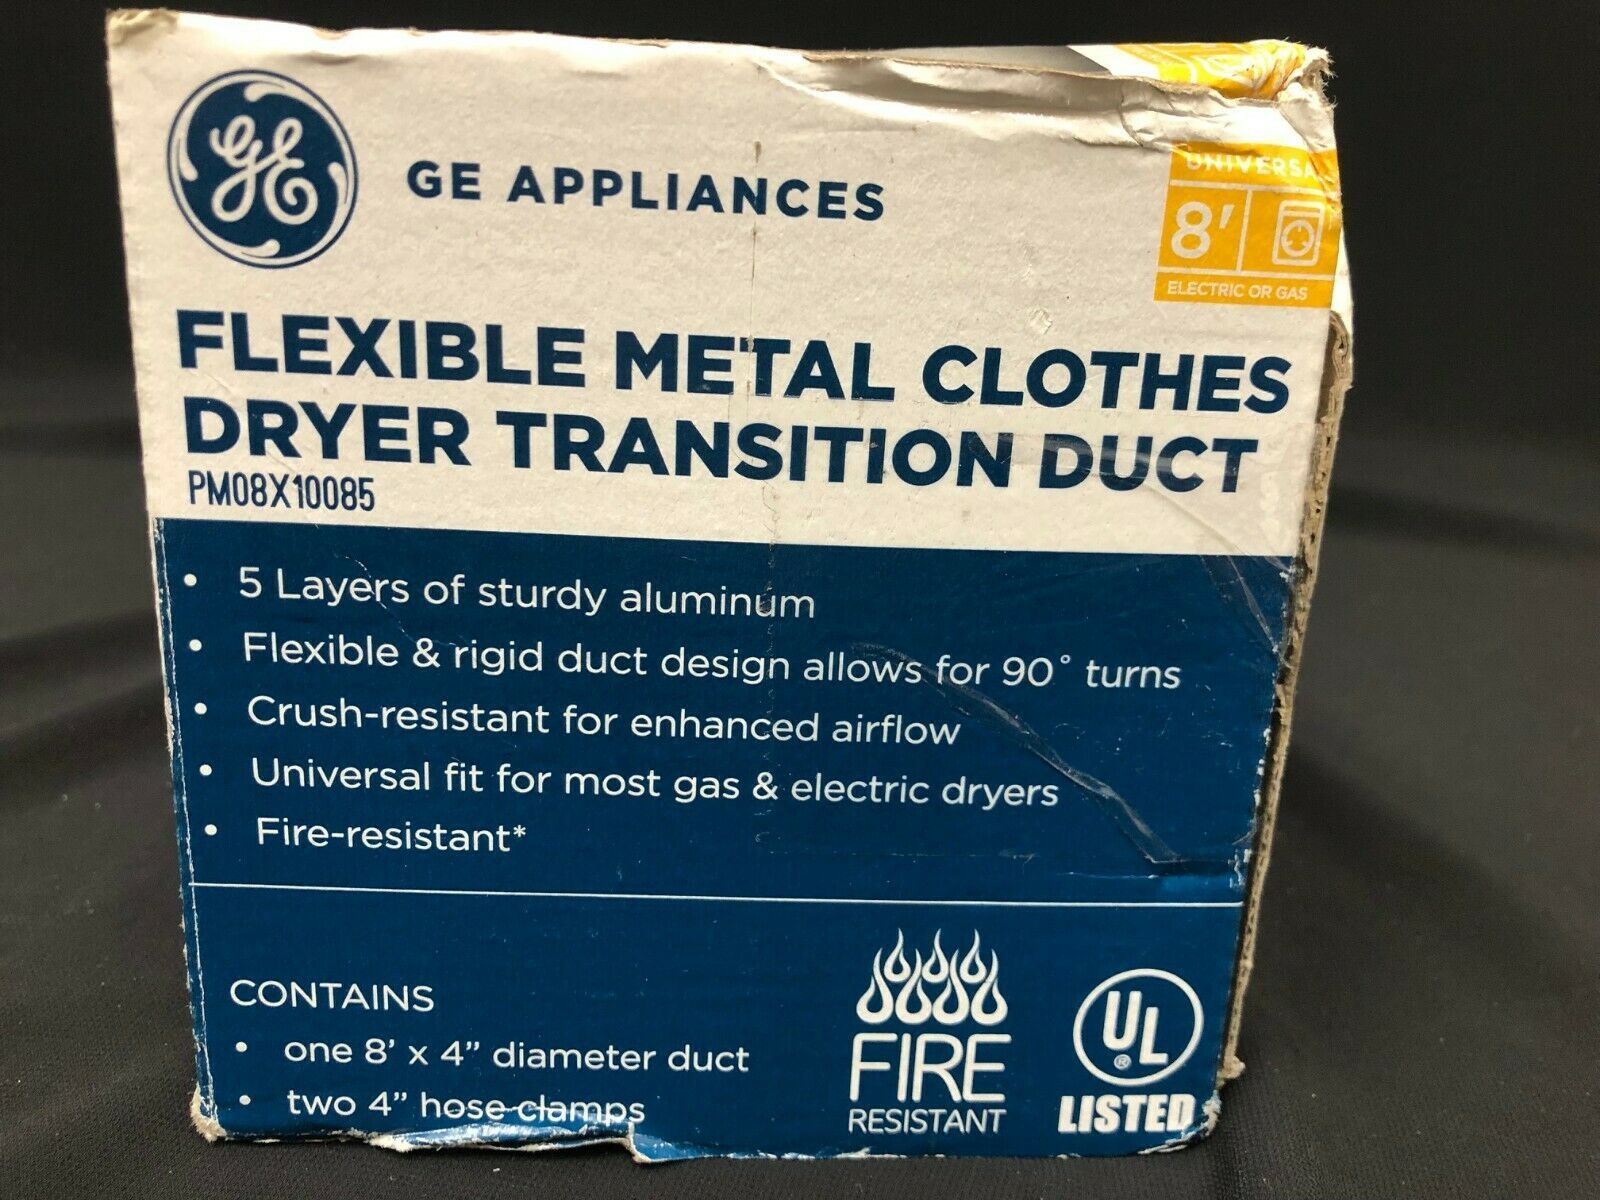 GE
GE APPLIANCES
UNIVERSAL
8'
ELECTRIC OR GAS
FLEXIBLE METAL CLOTHES
DRYER TRANSITION DUCT
PM08X10085
• 5 Layers of sturdy aluminum
• Flexible & rigid duct design allows for 90° turns
• Crush-resistant for enhanced airflow
• Universal fit for most gas & electric dryers
• Fire-resistant*
CONTAINS
• one 8' x 4" diameter duct
• two 4" hose clamps
FIRE
RESISTANT
UL®
LISTED